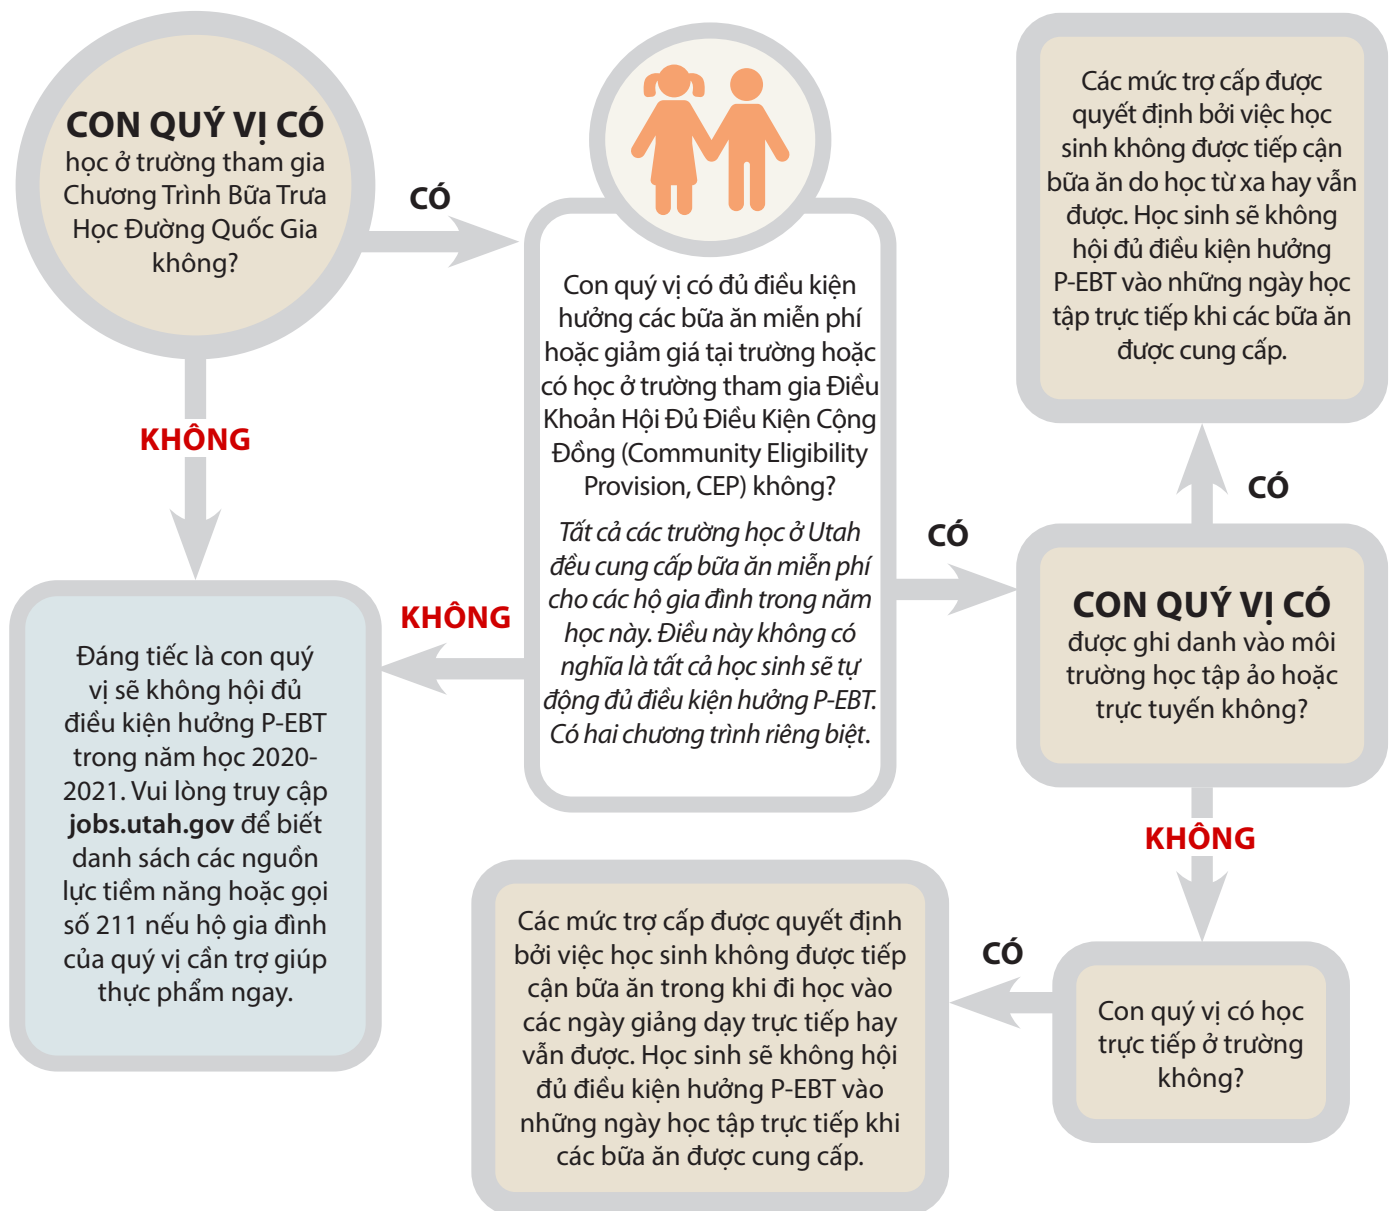 CON QUÝ VỊ CÓ
học ở trường tham gia
Chương Trình Bữa Trưa
Học Đường Quốc Gia
không?
CÓ
KHÔNG
Con quý vị có đủ điều kiện
hưởng các bữa ăn miễn phí
hoặc giảm giá tại trường hoặc
có học ở trường tham gia Điều
Khoản Hội Đủ Điều Kiện Cộng
Đồng (Community Eligibility
Provision, CEP) không?
Tất cả các trường học ở Utah
đều cung cấp bữa ăn miễn phí
cho các hộ gia đình trong năm
học này. Điều này không có
nghĩa là tất cả học sinh sẽ tự
động đủ điều kiện hưởng P-EBT.
Có hai chương trình riêng biệt.
KHÔNG
Đáng tiếc là con quý
vị sẽ không hội đủ
điều kiện hưởng P-EBT
trong năm học 2020-
2021. Vui lòng truy cập
jobs.utah.gov để biết
danh sách các nguồn
lực tiềm năng hoặc gọi
số 211 nếu hộ gia đình
của quý vị cần trợ giúp
thực phẩm ngay.
CÓ
CON QUÝ VỊ CÓ
được ghi danh vào môi
trường học tập ảo hoặc
trực tuyến không?
CÓ
Các mức trợ cấp được
quyết định bởi việc học
sinh không được tiếp cận
bữa ăn do học từ xa hay vẫn
được. Học sinh sẽ không
hội đủ điều kiện hưởng
P-EBT vào những ngày học
tập trực tiếp khi các bữa ăn
được cung cấp.
KHÔNG
Con quý vị có học
trực tiếp ở trường
không?
CÓ
Các mức trợ cấp được quyết định
bởi việc học sinh không được tiếp
cận bữa ăn trong khi đi học vào
các ngày giảng dạy trực tiếp hay
vẫn được. Học sinh sẽ không hội
đủ điều kiện hưởng P-EBT vào
những ngày học tập trực tiếp khi
các bữa ăn được cung cấp.